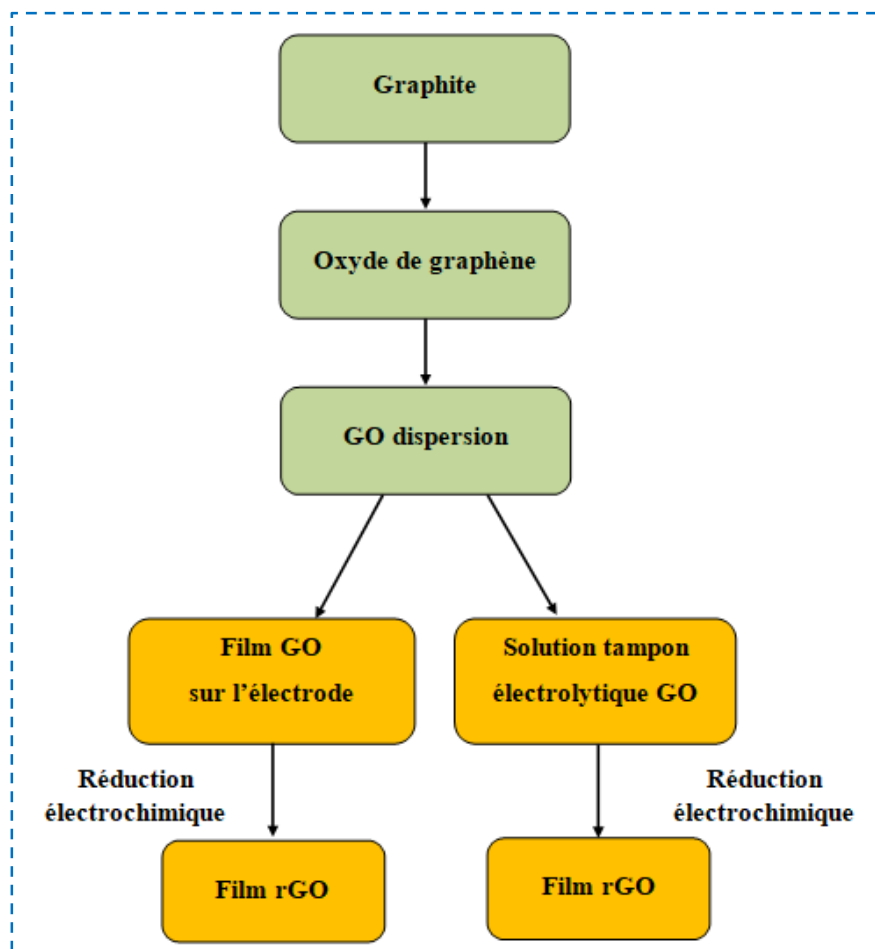 Graphite
Oxyde de graphène
GO dispersion
Film GO
sur l'électrode
Solution tampon
électrolytique GO
Réduction
électrochimique
Réduction
électrochimique
Film rGO
Film rGO